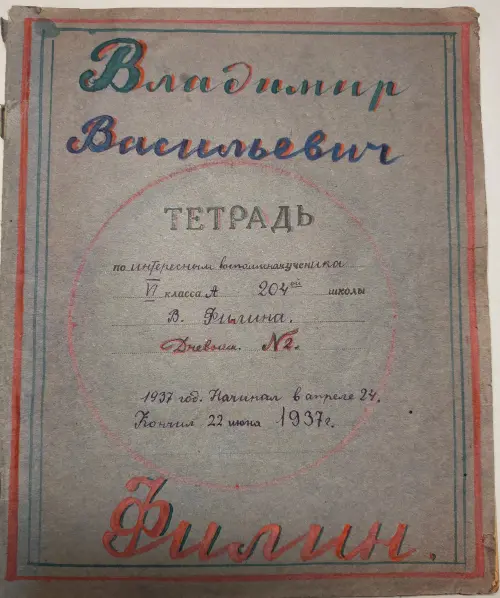 Владимир
Васильевич
ТЕТРАДЬ
по интересным воспоминан. ученика
VI класса А 204ой школы
В. Филина.
Дневник №2.
1937 год. Начинал в апреле 24.
Кончил 22 июня 1937 г.
Филин.